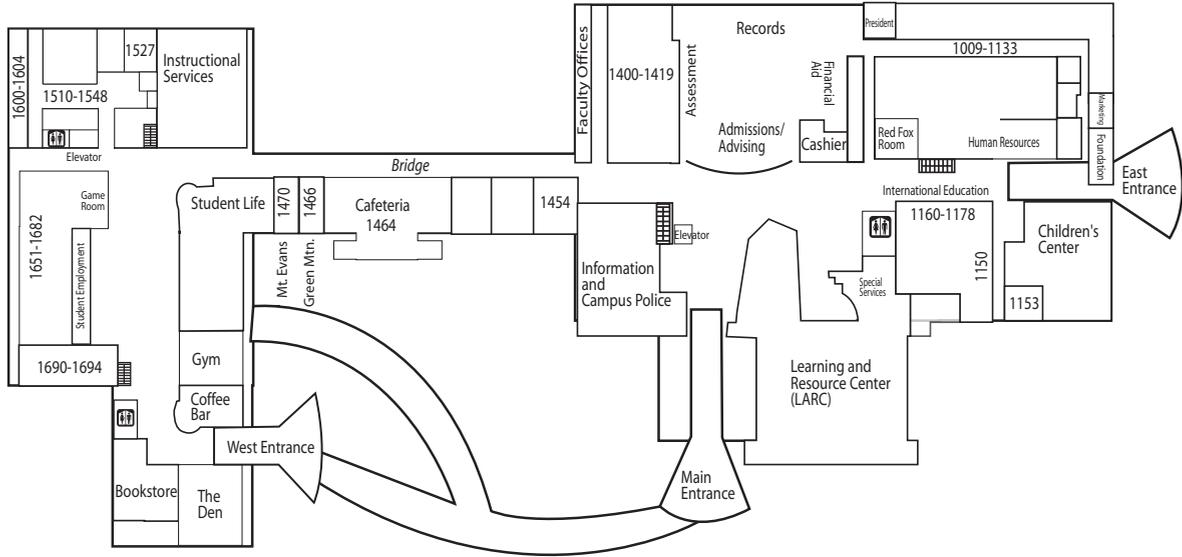 1600-1604
1527
Instructional
Services
1510-1548
Elevator
Game
Room
1651-1682
Student Employment
1690-1694
Student Life
1470
1466
Mt. Evans
Green Mtn.
Cafeteria
1464
1454
Bridge
Gym
Coffee
Bar
West Entrance
Bookstore
The
Den
Faculty Offices
1400-1419
Assessment
Records
Financial
Aid
Admissions/
Advising
Cashier
President
1009-1133
Marketing
Foundation
Red Fox
Room
Human Resources
East
Entrance
International Education
1160-1178
1150
Children's
Center
1153
Elevator
Information
and
Campus Police
Special
Services
Learning and
Resource Center
(LARC)
Main
Entrance